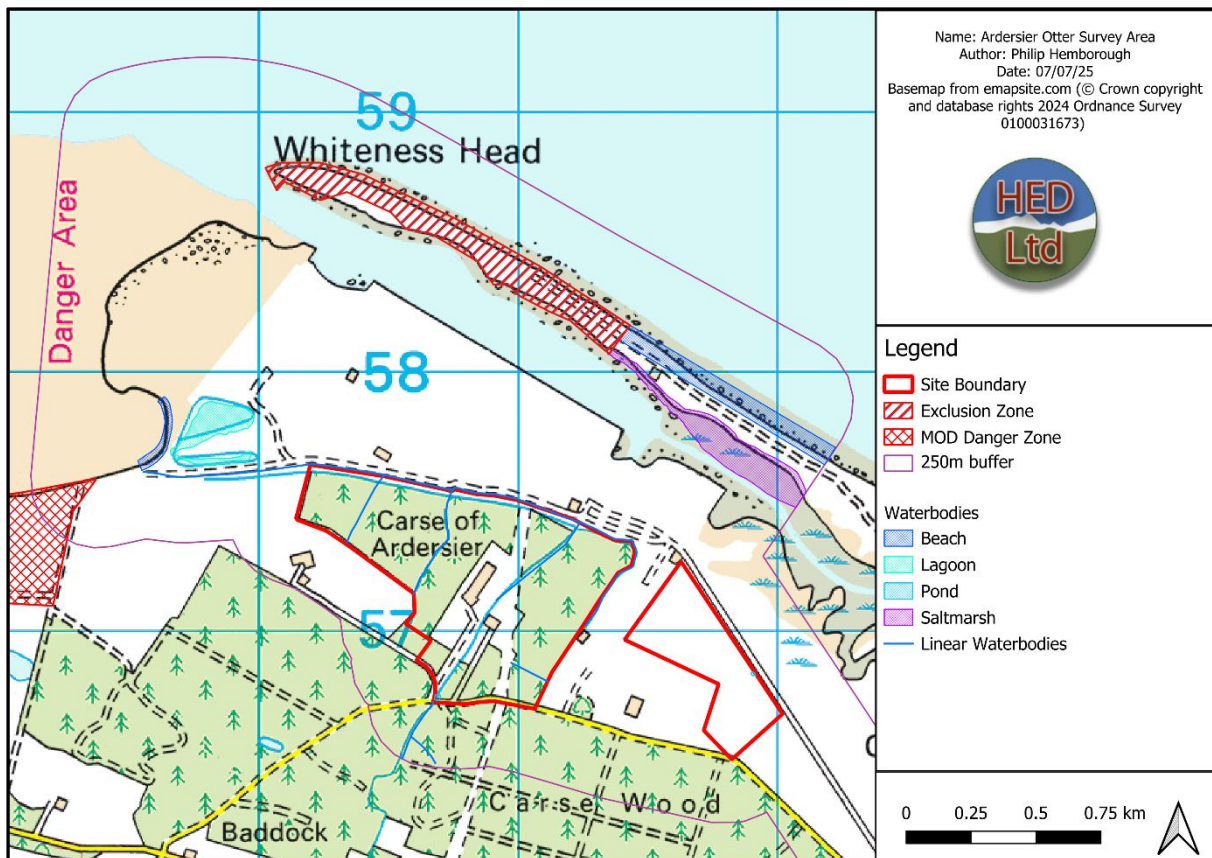 Name: Ardersier Otter Survey Area
Author: Philip Hemborough
Date: 07/07/25
Basemap from emapsite.com (© Crown copyright
and database rights 2024 Ordnance Survey
0100031673)
HED
Ltd
Legend
Site Boundary
Exclusion Zone
MOD Danger Zone
250m buffer
Waterbodies
Beach
Lagoon
Pond
Saltmarsh
Linear Waterbodies
0 0.25 0.5 0.75 km
59
Whiteness Head
Danger Area
58
Carse of
Ardersier
57
Carse Wood
Baddock